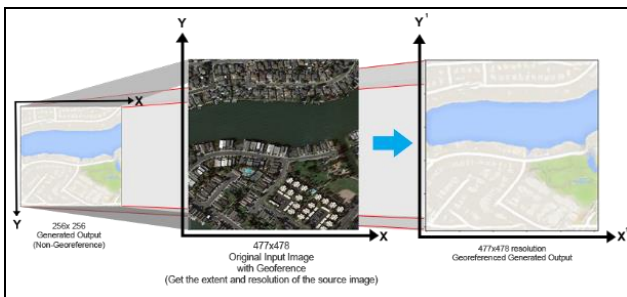 X
Y
256x 256
Generated Output
(Non-Georeference)
Y
X
477x478
Original Input Image
with Geoference
(Get the extent and resolution of the source image)
Y'
X'
477x478 resolution
Georeferenced Generated Output